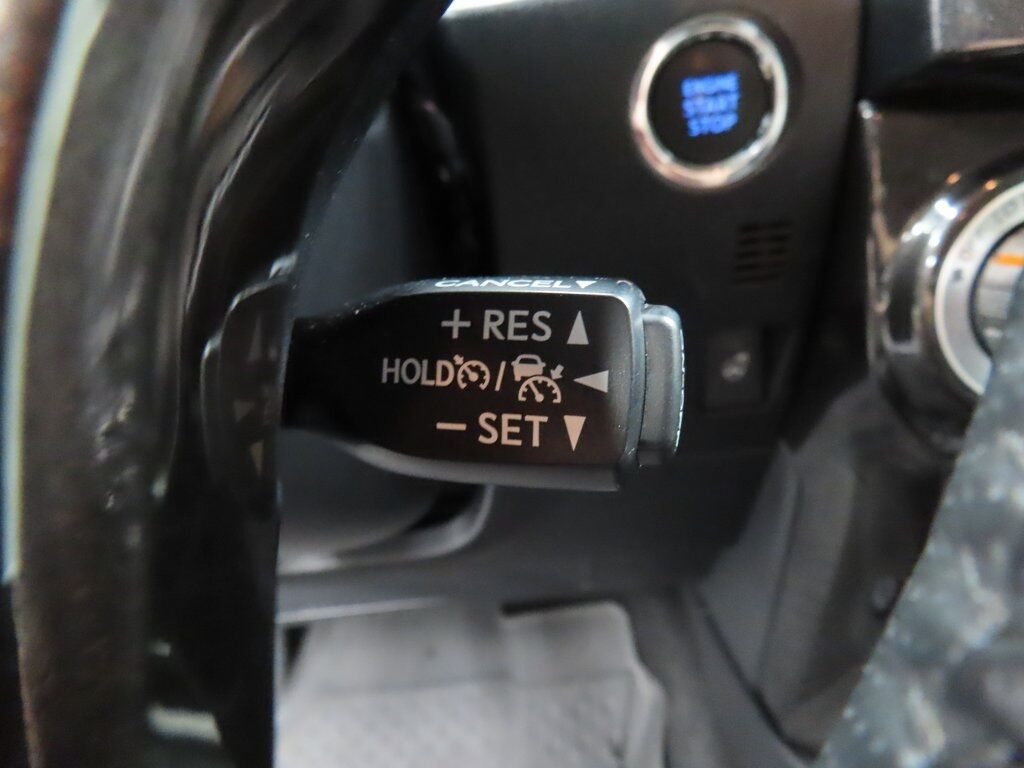 ENGINE
START
STOP
CANCEL▼
+ RES ▲
HOLD / ◄
− SET ▼